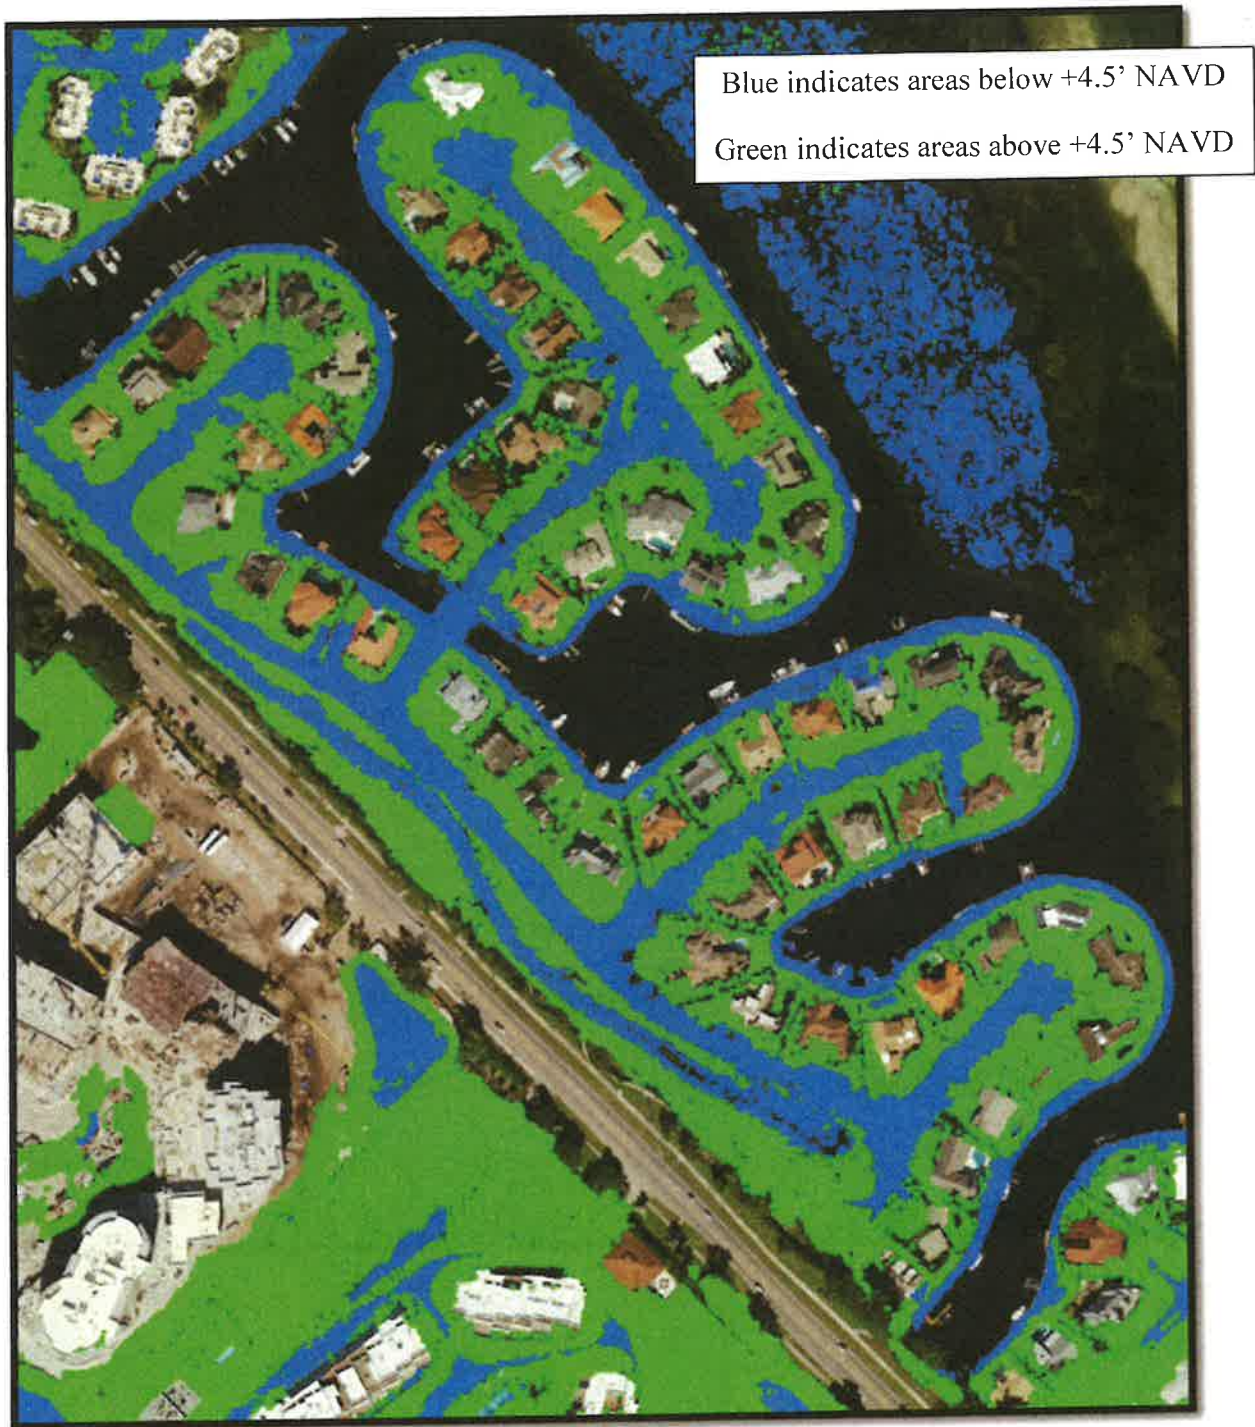 Blue indicates areas below +4.5' NAVD
Green indicates areas above +4.5' NAVD